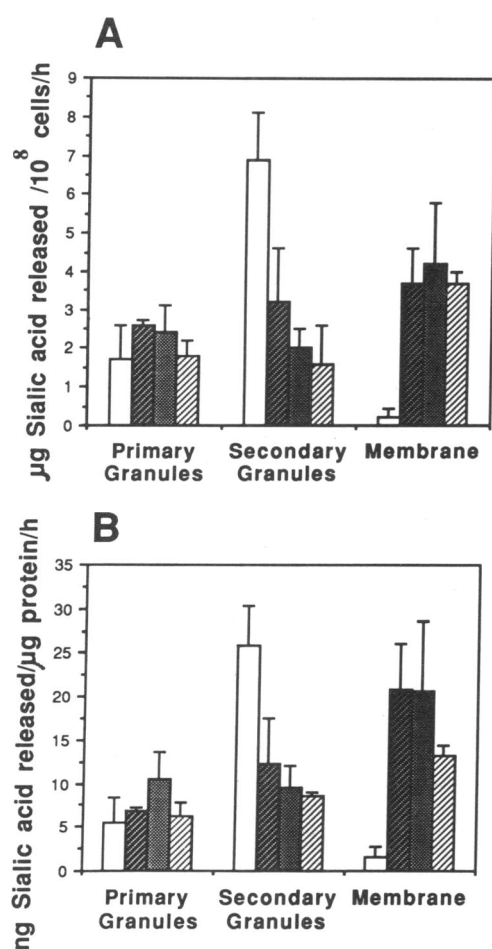 A
µg Sialic acid released /10⁸ cells/h
9
8
7
6
5
4
3
2
1
0
Primary Granules
Secondary Granules
Membrane
B
ng Sialic acid released/µg protein/h
35
30
25
20
15
10
5
0
Primary Granules
Secondary Granules
Membrane